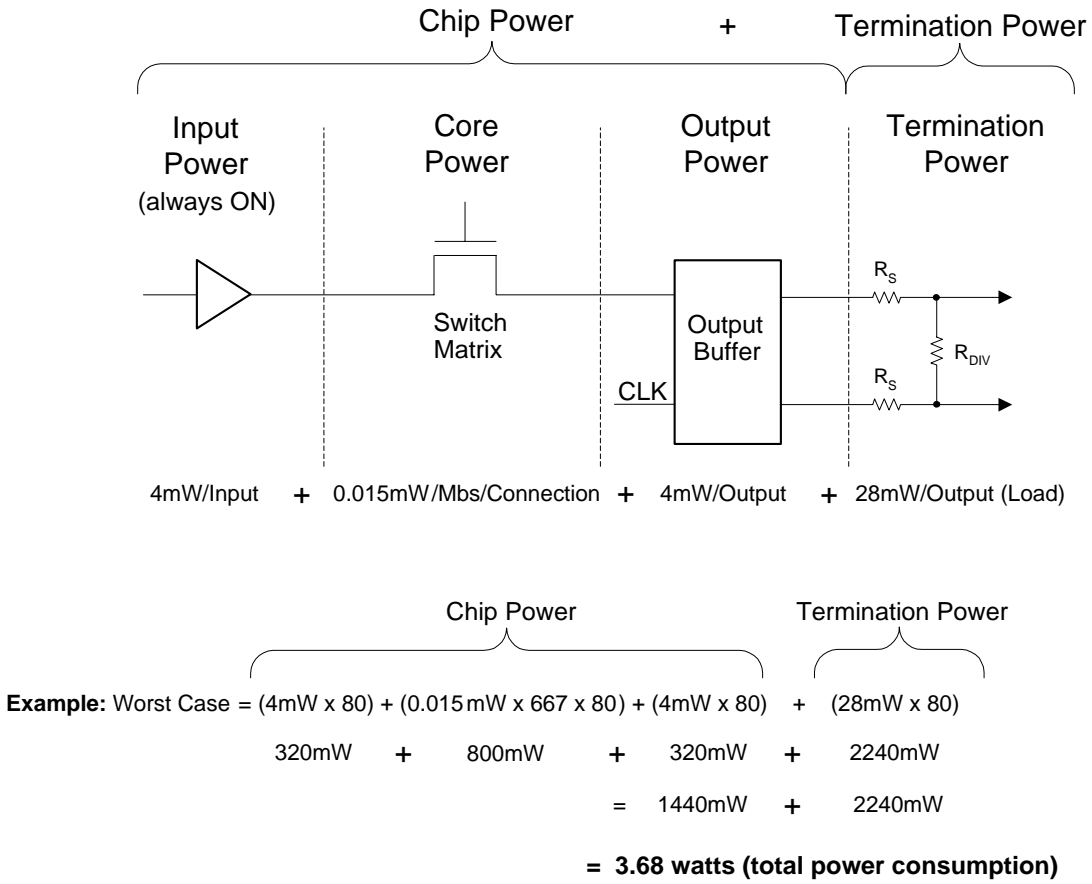 Chip Power + Termination Power
Input Power (always ON)
Core Power
Output Power
Termination Power
Switch Matrix
CLK
Output Buffer
RS
RS
RDIV
4mW/Input + 0.015mW/Mbs/Connection + 4mW/Output + 28mW/Output (Load)
Chip Power Termination Power
Example: Worst Case = (4mW x 80) + (0.015mW x 667 x 80) + (4mW x 80) + (28mW x 80)
320mW + 800mW + 320mW + 2240mW
= 1440mW + 2240mW
= 3.68 watts (total power consumption)